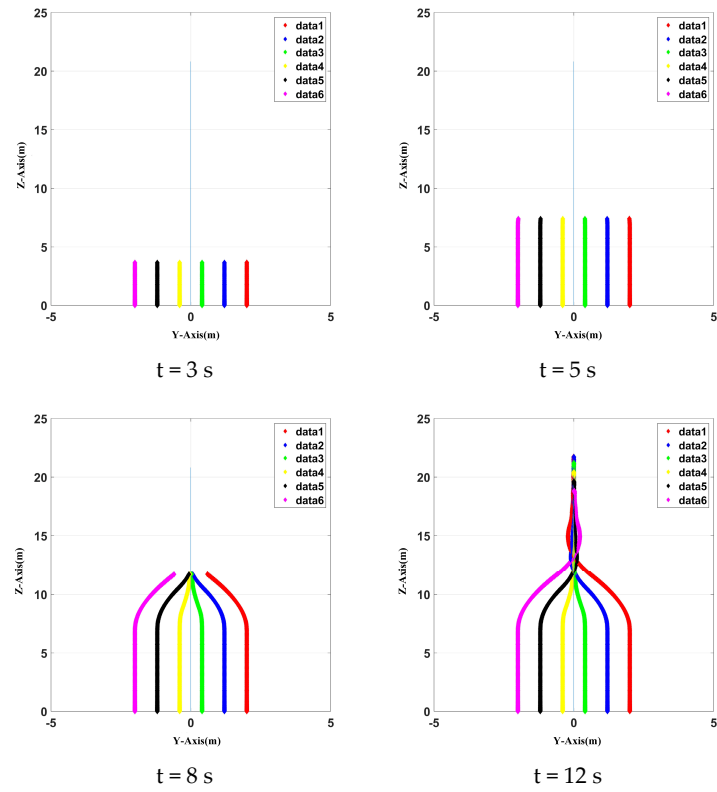 25
20
15
10
5
0
-5 0 5
Z-Axis(m)
Y-Axis(m)
data1
data2
data3
data4
data5
data6
t = 3 s
25
20
15
10
5
0
-5 0 5
Z-Axis(m)
Y-Axis(m)
data1
data2
data3
data4
data5
data6
t = 5 s
25
20
15
10
5
0
-5 0 5
Z-Axis(m)
Y-Axis(m)
data1
data2
data3
data4
data5
data6
t = 8 s
25
20
15
10
5
0
-5 0 5
Z-Axis(m)
Y-Axis(m)
data1
data2
data3
data4
data5
data6
t = 12 s